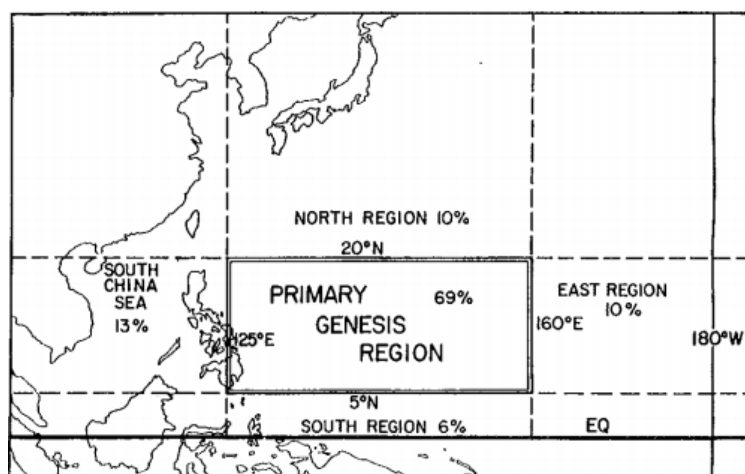 NORTH REGION 10%
20°N
SOUTH
CHINA
SEA
13%
PRIMARY 69%
GENESIS
REGION
125°E
EAST REGION
10%
160°E
180°W
5°N
SOUTH REGION 6%
EQ